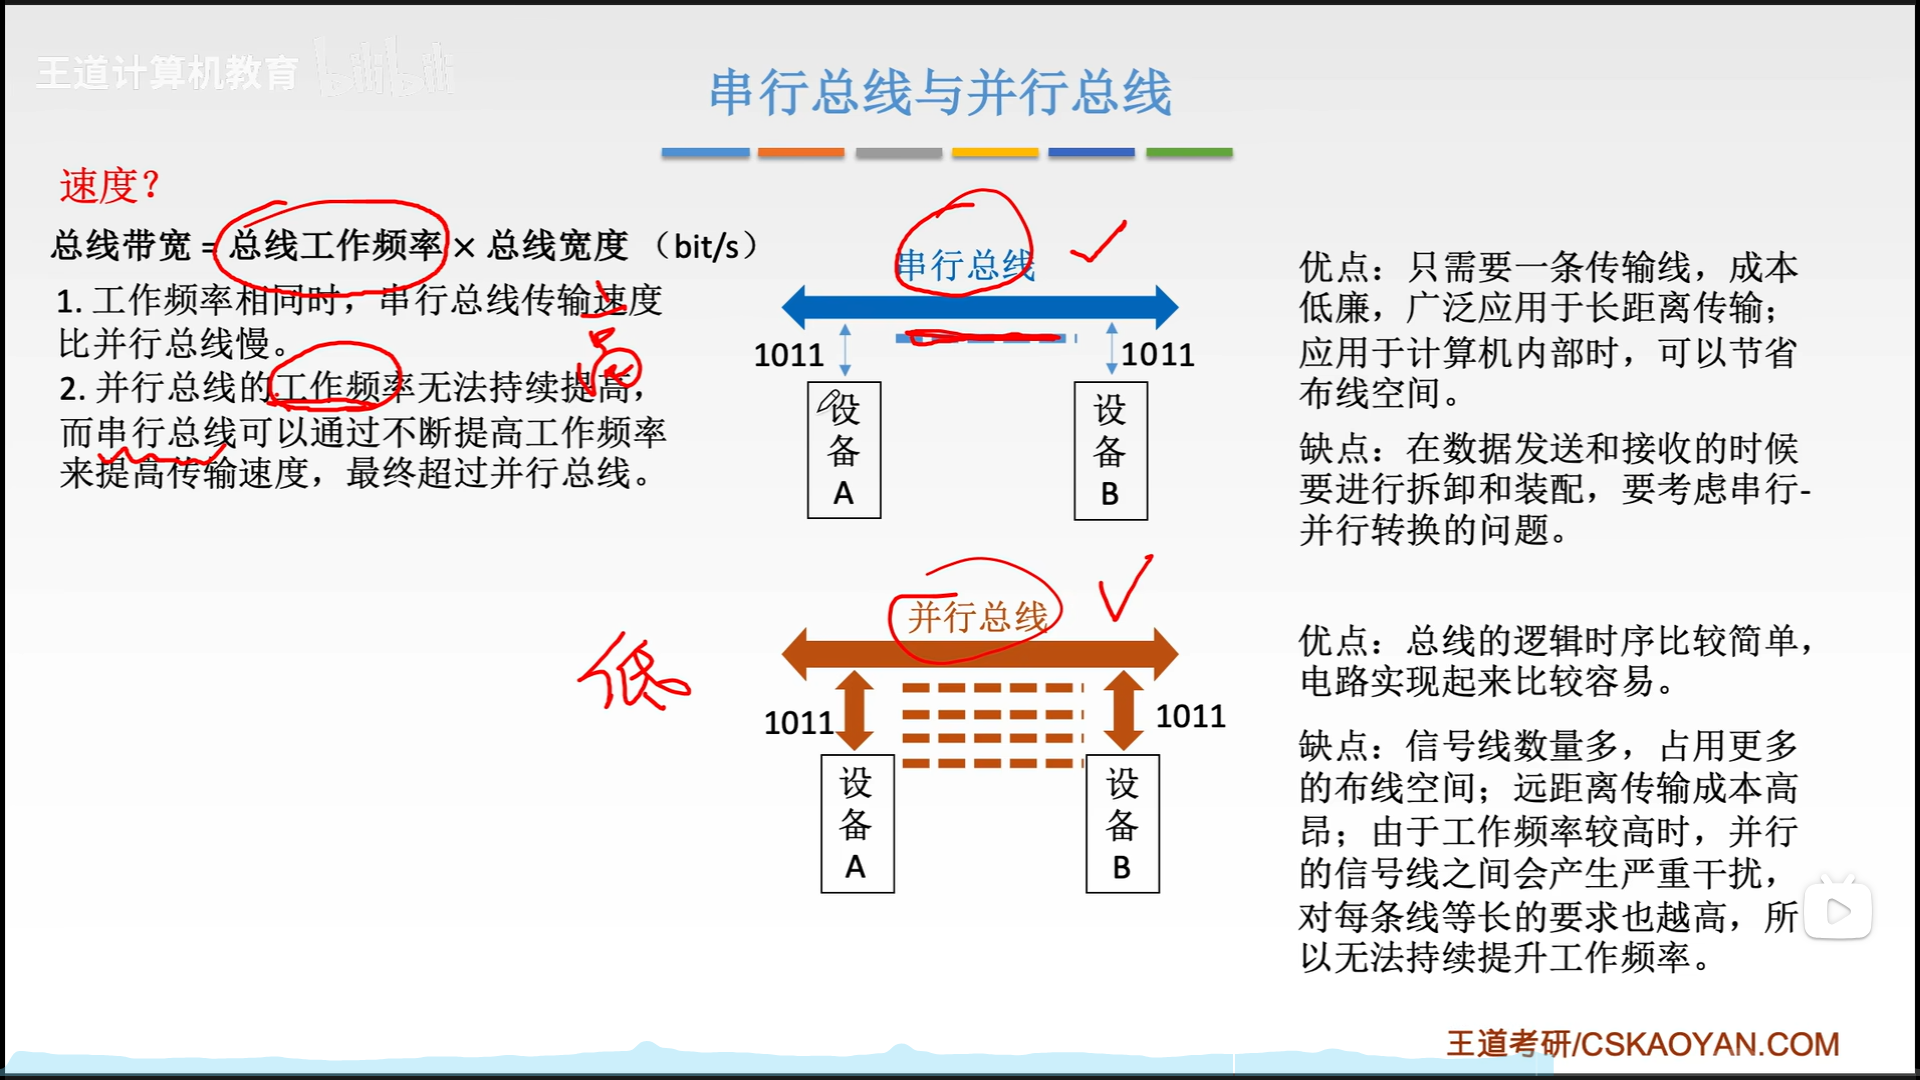 王道计算机教育 bilibili
串行总线与并行总线
速度？
总线带宽 = 总线工作频率 × 总线宽度 （bit/s）
1. 工作频率相同时，串行总线传输速度
比并行总线慢。
2. 并行总线的工作频率无法持续提高，
而串行总线可以通过不断提高工作频率
来提高传输速度，最终超过并行总线。
高
低
串行总线
1011
1011
设
备
A
设
备
B
优点：只需要一条传输线，成本
低廉，广泛应用于长距离传输；
应用于计算机内部时，可以节省
布线空间。
缺点：在数据发送和接收的时候
要进行拆卸和装配，要考虑串行-
并行转换的问题。
并行总线
1011
1011
设
备
A
设
备
B
优点：总线的逻辑时序比较简单，
电路实现起来比较容易。
缺点：信号线数量多，占用更多
的布线空间；远距离传输成本高
昂；由于工作频率较高时，并行
的信号线之间会产生严重干扰，
对每条线等长的要求也越高，所
以无法持续提升工作频率。
王道考研/CSKAOYAN.COM